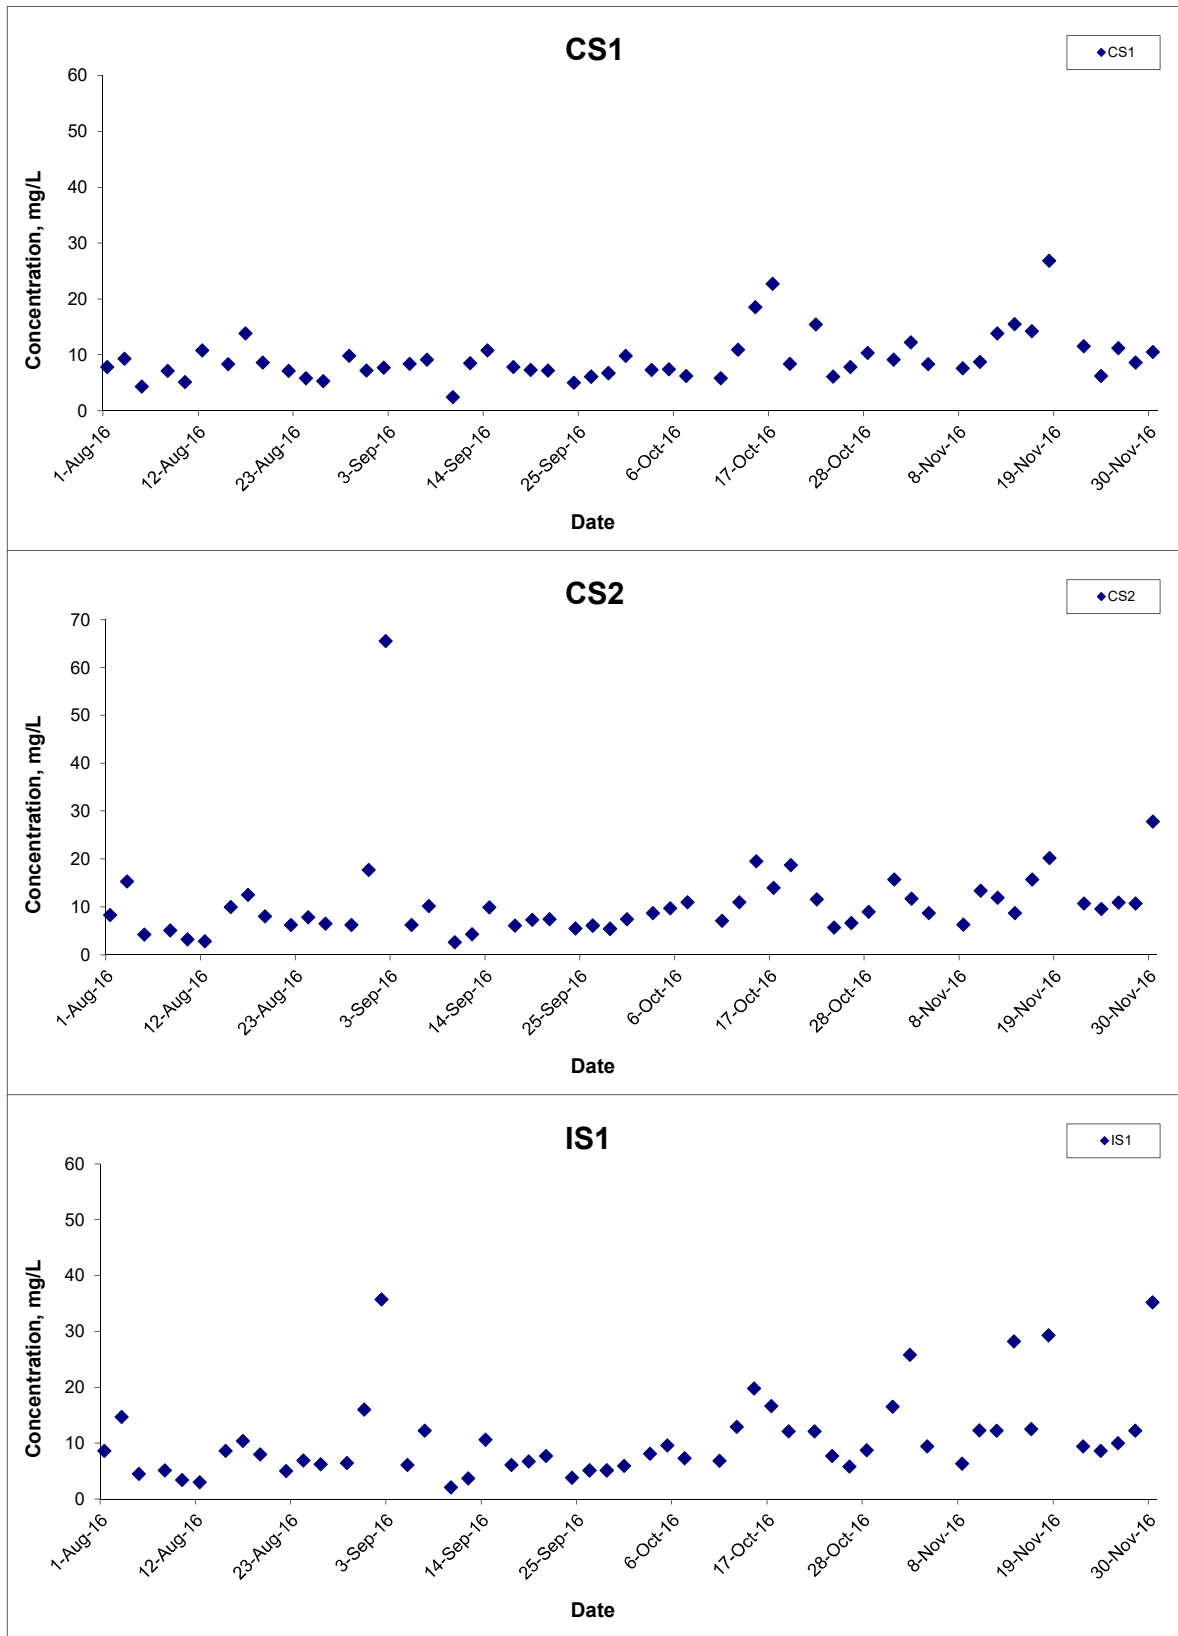 CS1
CS1
60
50
40
30
20
10
0
Concentration, mg/L
1-Aug-16
12-Aug-16
23-Aug-16
3-Sep-16
14-Sep-16
25-Sep-16
6-Oct-16
17-Oct-16
28-Oct-16
8-Nov-16
19-Nov-16
30-Nov-16
Date
CS2
CS2
70
60
50
40
30
20
10
0
Concentration, mg/L
1-Aug-16
12-Aug-16
23-Aug-16
3-Sep-16
14-Sep-16
25-Sep-16
6-Oct-16
17-Oct-16
28-Oct-16
8-Nov-16
19-Nov-16
30-Nov-16
Date
IS1
IS1
60
50
40
30
20
10
0
Concentration, mg/L
1-Aug-16
12-Aug-16
23-Aug-16
3-Sep-16
14-Sep-16
25-Sep-16
6-Oct-16
17-Oct-16
28-Oct-16
8-Nov-16
19-Nov-16
30-Nov-16
Date